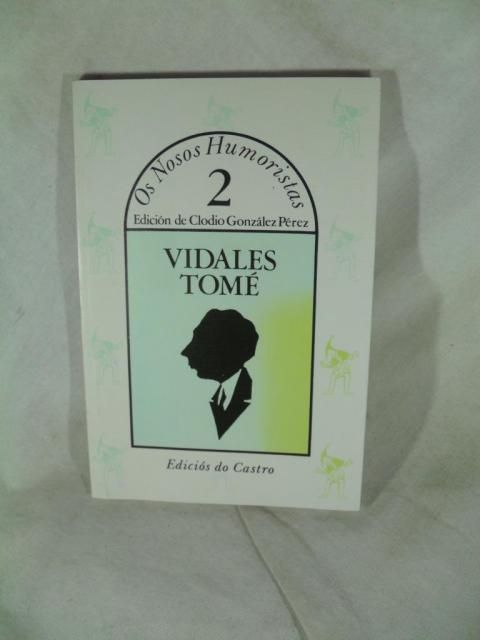 Os Nosos Humoristas
2
Edición de Clodio González Pérez
VIDALES
TOMÉ
Ediciós do Castro